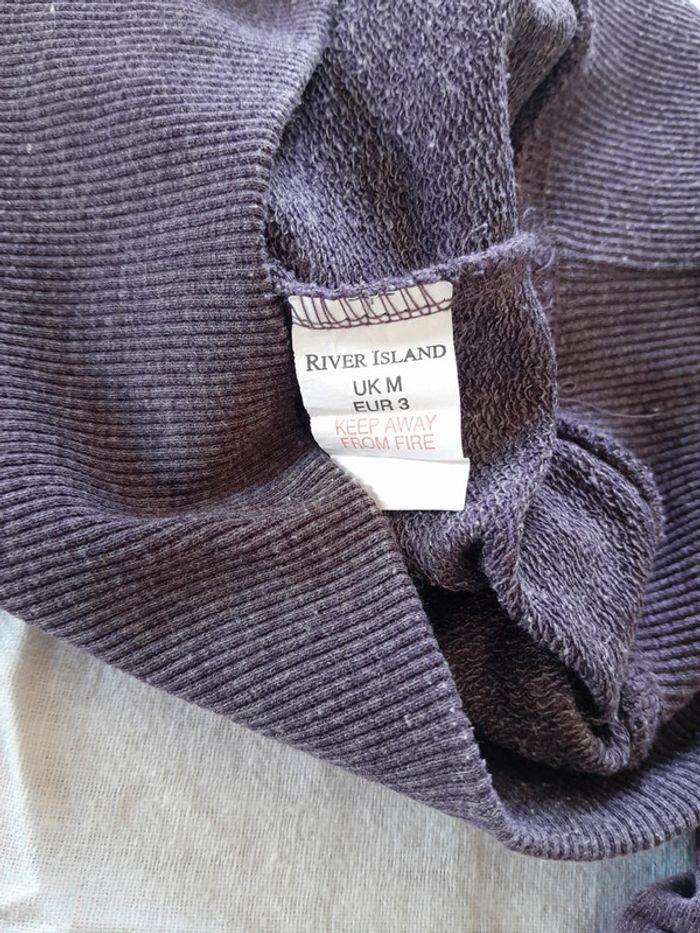 RIVER ISLAND
UK M
EUR 3
KEEP AWAY
FROM FIRE